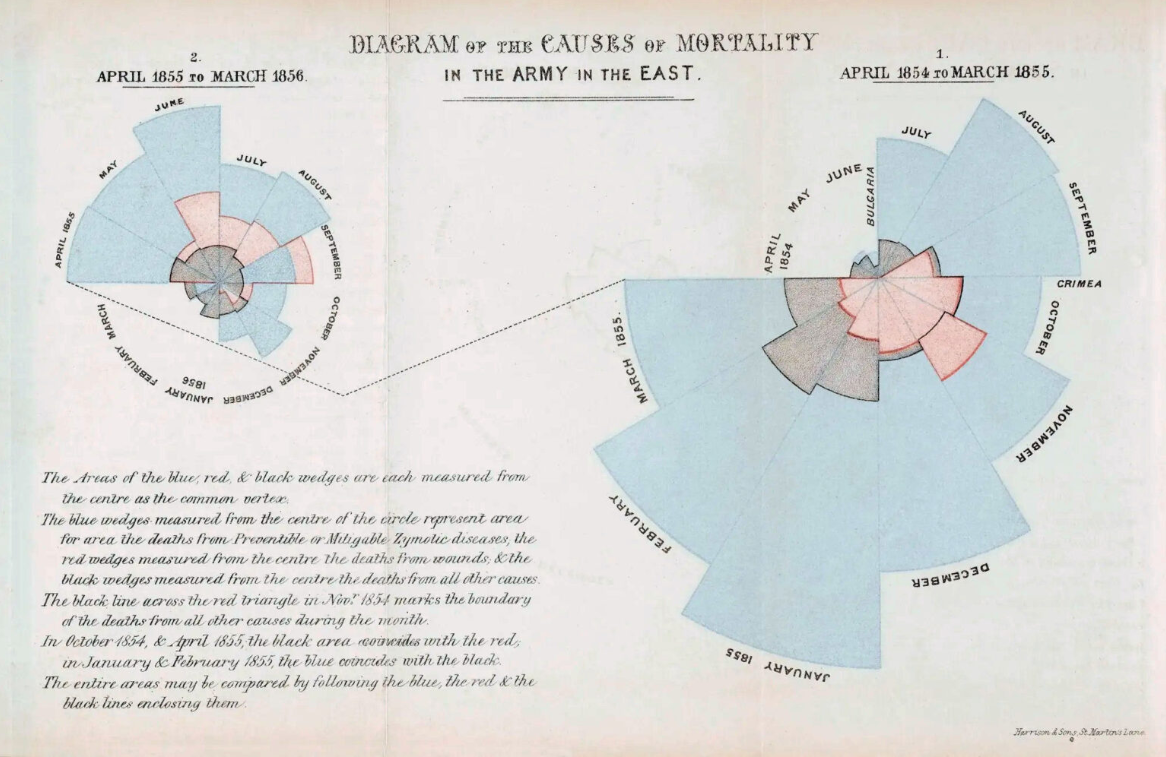 DIAGRAM OF THE CAUSES OF MORTALITY
IN THE ARMY IN THE EAST.
2.
APRIL 1855 TO MARCH 1856.
1.
APRIL 1854 TO MARCH 1855.
APRIL 1855
MAY
JUNE
JULY
AUGUST
SEPTEMBER
OCTOBER
NOVEMBER
DECEMBER
JANUARY
1856
FEBRUARY
MARCH
APRIL
1854
MAY
JUNE
JULY
AUGUST
SEPTEMBER
OCTOBER
NOVEMBER
DECEMBER
JANUARY 1855
FEBRUARY
MARCH 1855.
BULGARIA
CRIMEA
The Areas of the blue, red, & black wedges are each measured from
the centre as the common vertex.
The blue wedges measured from the centre of the circle represent area
for area the deaths from Preventible or Mitigable Zymotic diseases, the
red wedges measured from the centre the deaths from wounds, & the
black wedges measured from the centre the deaths from all other causes.
The black line across the red triangle in Novr. 1854 marks the boundary
of the deaths from all other causes during the month.
In October 1854, & April 1855, the black area coincides with the red,
in January & February 1855, the blue coincides with the black.
The entire areas may be compared by following the blue, the red & the
black lines enclosing them.
Harrison & Sons, St. Martins Lane